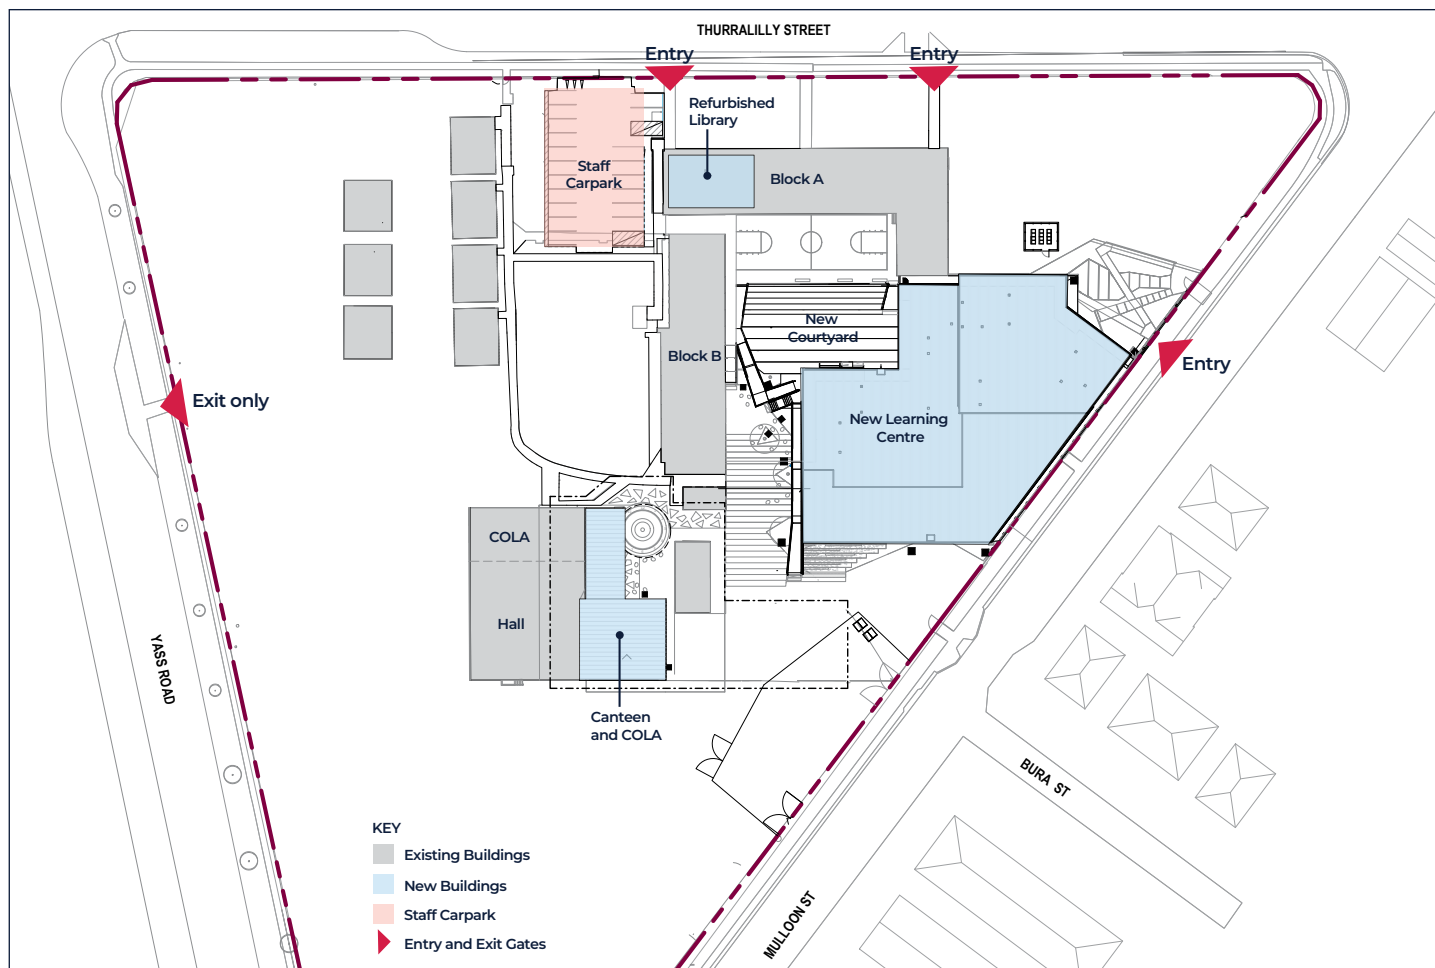 THURRALILLY STREET
Entry
Entry
Refurbished
Library
Staff
Carpark
Block A
New
Courtyard
Block B
Entry
Exit only
New Learning
Centre
COLA
Hall
YASS ROAD
Canteen
and COLA
BURA ST
MULLOON ST
KEY
Existing Buildings
New Buildings
Staff Carpark
Entry and Exit Gates